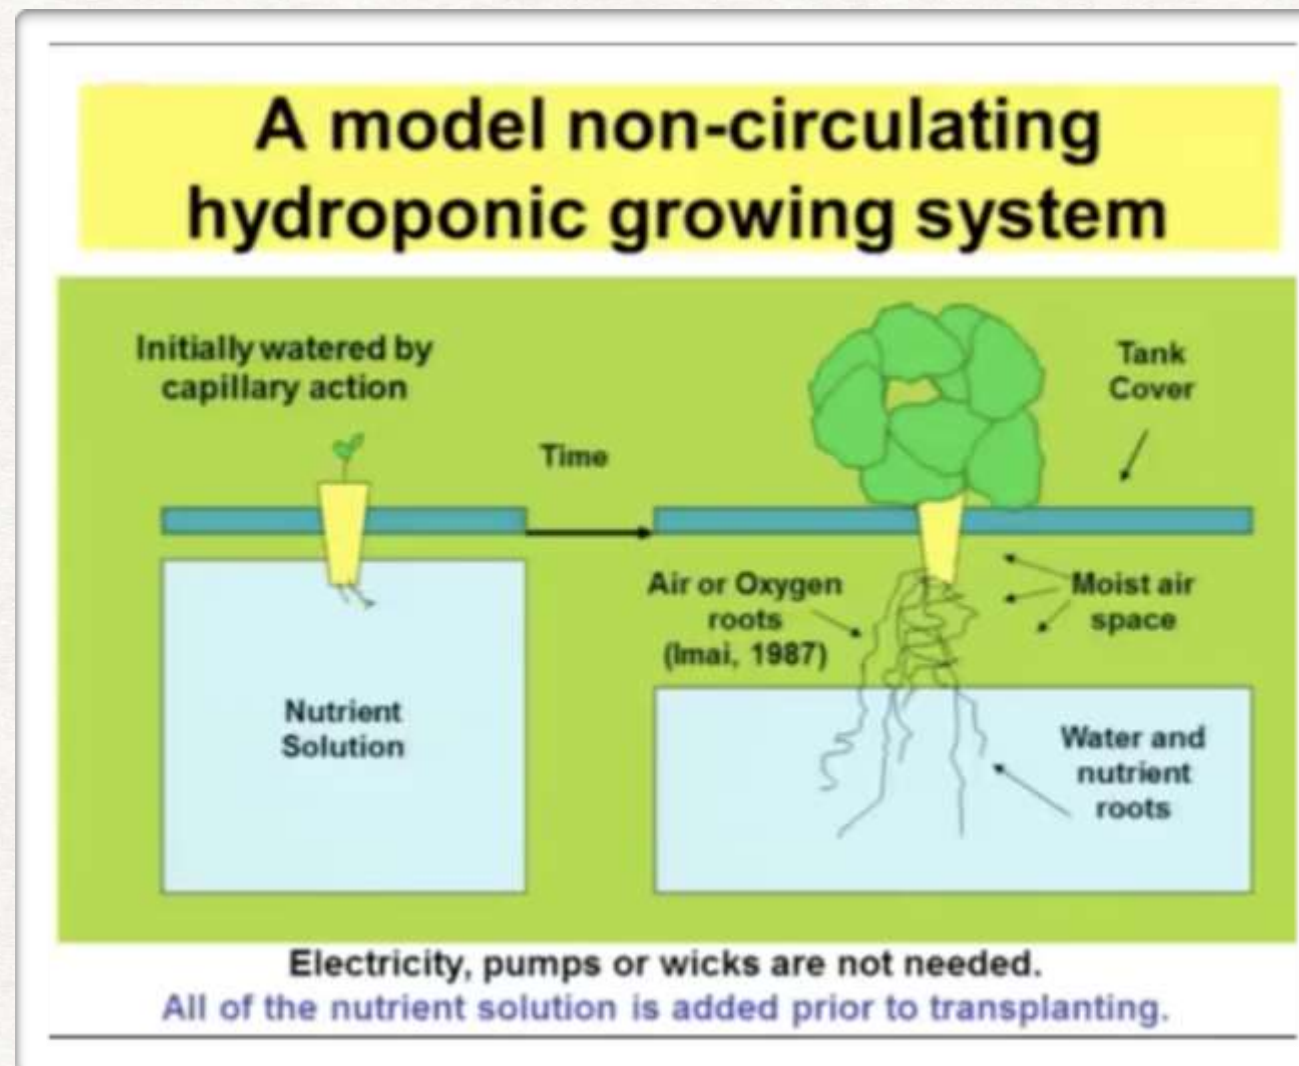 A model non-circulating
hydroponic growing system
Initially watered by
capillary action
Time
Tank
Cover
Air or Oxygen
roots
(Imai, 1987)
Moist air
space
Nutrient
Solution
Water and
nutrient
roots
Electricity, pumps or wicks are not needed.
All of the nutrient solution is added prior to transplanting.